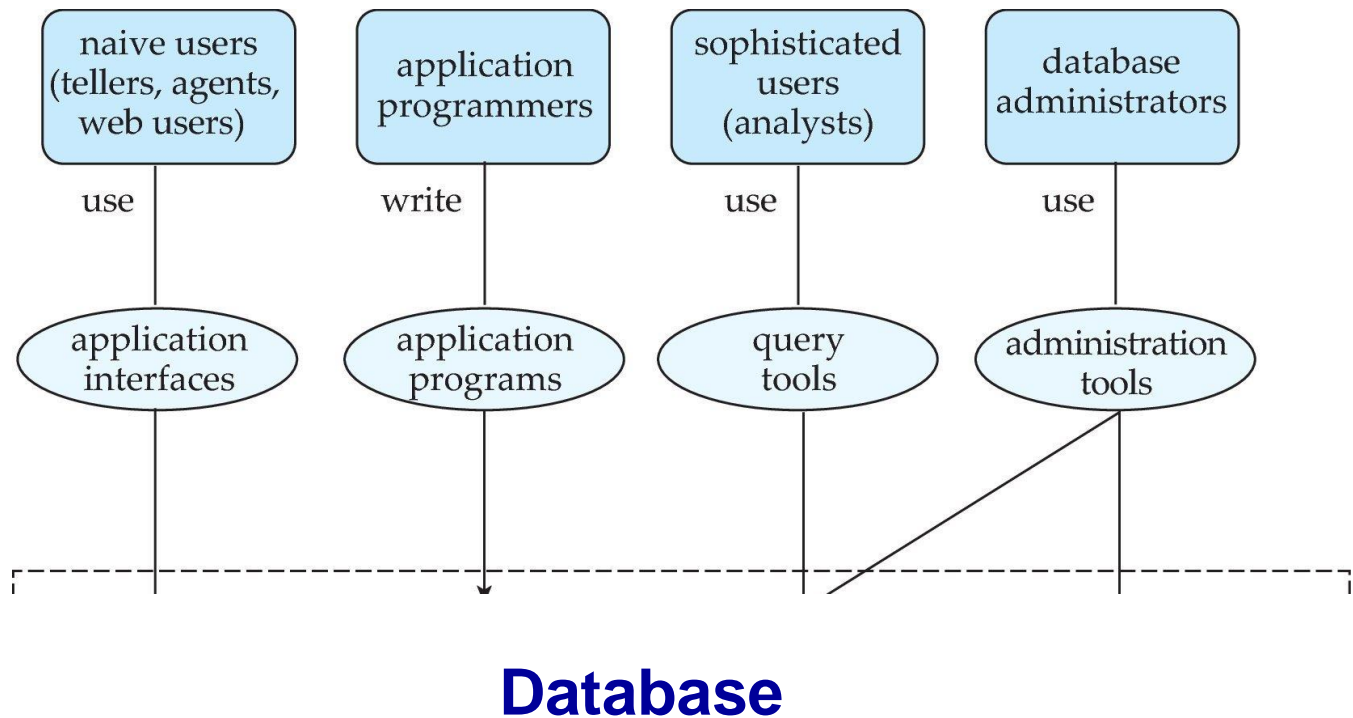 naive users
(tellers, agents,
web users)
application
programmers
sophisticated
users
(analysts)
database
administrators
use
write
use
use
application
interfaces
application
programs
query
tools
administration
tools
Database